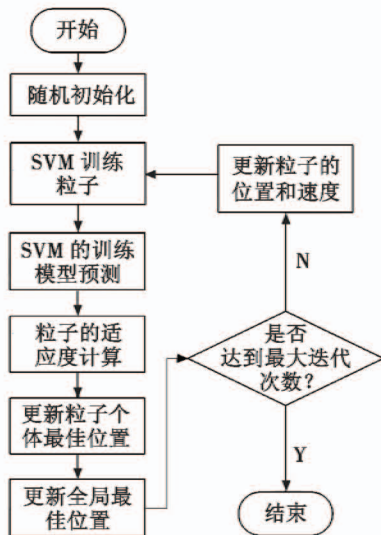 开始
随机初始化
SVM 训练
粒子
SVM 的训练
模型预测
粒子的适
应度计算
更新粒子个
体最佳位置
更新全局最
佳位置
更新粒子的
位置和速度
N
是否
达到最大迭代
次数?
Y
结束